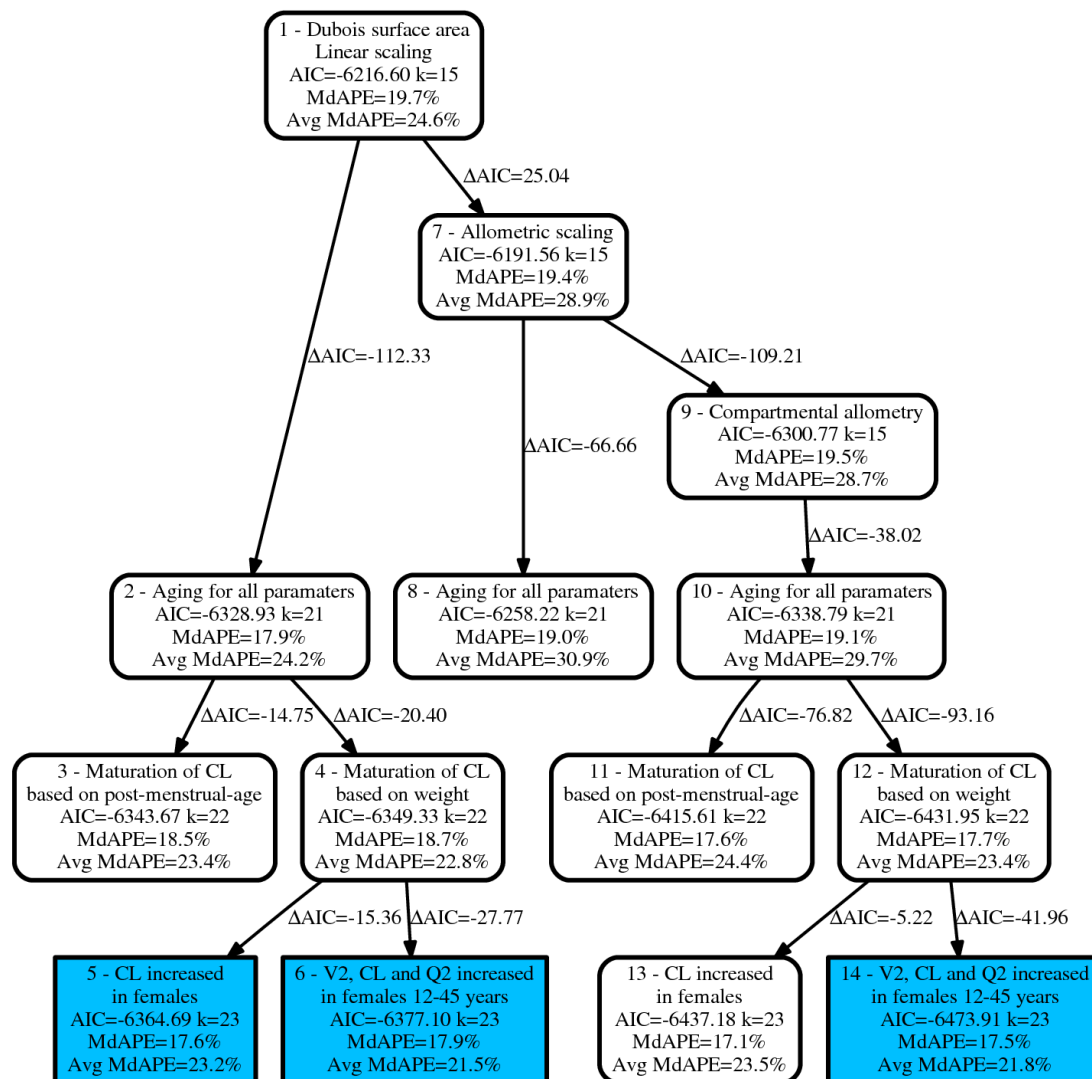 1 - Dubois surface area
Linear scaling
AIC=-6216.60 k=15
MdAPE=19.7%
Avg MdAPE=24.6%
ΔAIC=25.04
7 - Allometric scaling
AIC=-6191.56 k=15
MdAPE=19.4%
Avg MdAPE=28.9%
ΔAIC=-112.33
ΔAIC=-109.21
9 - Compartmental allometry
AIC=-6300.77 k=15
MdAPE=19.5%
Avg MdAPE=28.7%
ΔAIC=-66.66
ΔAIC=-38.02
2 - Aging for all paramaters
AIC=-6328.93 k=21
MdAPE=17.9%
Avg MdAPE=24.2%
8 - Aging for all paramaters
AIC=-6258.22 k=21
MdAPE=19.0%
Avg MdAPE=30.9%
10 - Aging for all paramaters
AIC=-6338.79 k=21
MdAPE=19.1%
Avg MdAPE=29.7%
ΔAIC=-14.75
ΔAIC=-20.40
ΔAIC=-76.82
ΔAIC=-93.16
3 - Maturation of CL
based on post-menstrual-age
AIC=-6343.67 k=22
MdAPE=18.5%
Avg MdAPE=23.4%
4 - Maturation of CL
based on weight
AIC=-6349.33 k=22
MdAPE=18.7%
Avg MdAPE=22.8%
11 - Maturation of CL
based on post-menstrual-age
AIC=-6415.61 k=22
MdAPE=17.6%
Avg MdAPE=24.4%
12 - Maturation of CL
based on weight
AIC=-6431.95 k=22
MdAPE=17.7%
Avg MdAPE=23.4%
ΔAIC=-15.36
ΔAIC=-27.77
ΔAIC=-5.22
ΔAIC=-41.96
5 - CL increased
in females
AIC=-6364.69 k=23
MdAPE=17.6%
Avg MdAPE=23.2%
6 - V2, CL and Q2 increased
in females 12-45 years
AIC=-6377.10 k=23
MdAPE=17.9%
Avg MdAPE=21.5%
13 - CL increased
in females
AIC=-6437.18 k=23
MdAPE=17.1%
Avg MdAPE=23.5%
14 - V2, CL and Q2 increased
in females 12-45 years
AIC=-6473.91 k=23
MdAPE=17.5%
Avg MdAPE=21.8%